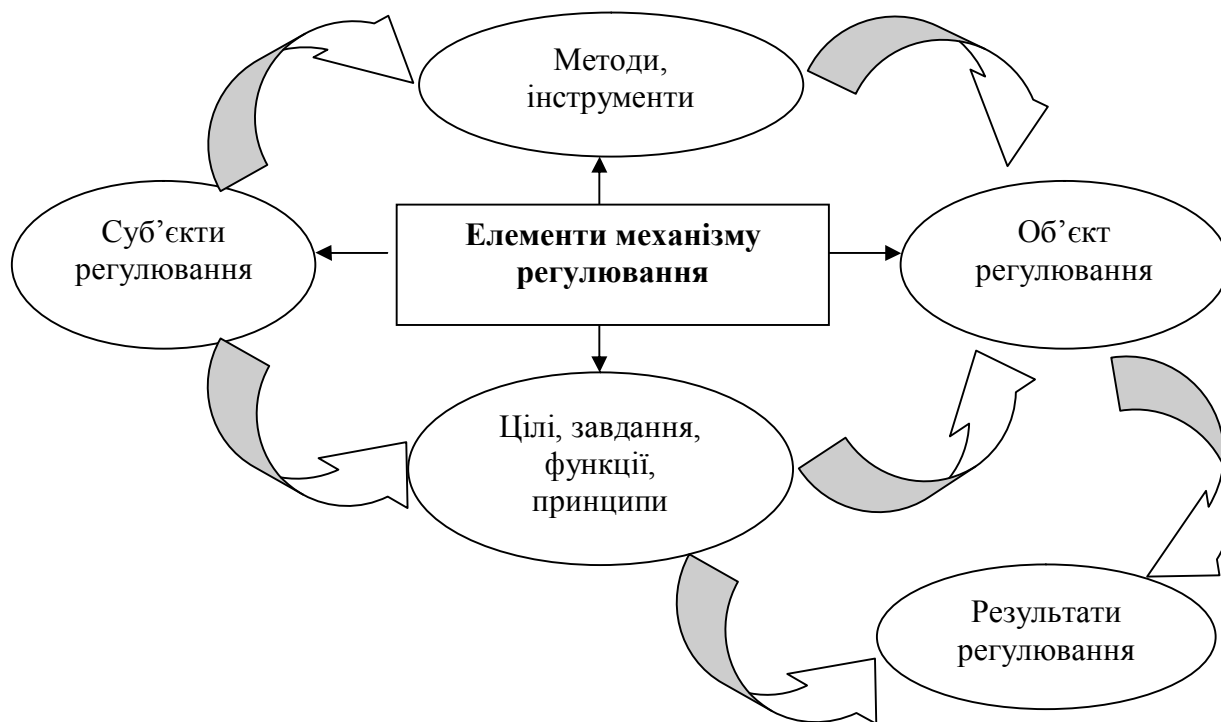 Методи,
інструменти
Суб’єкти
регулювання
Елементи механізму
регулювання
Об’єкт
регулювання
Цілі, завдання,
функції,
принципи
Результати
регулювання